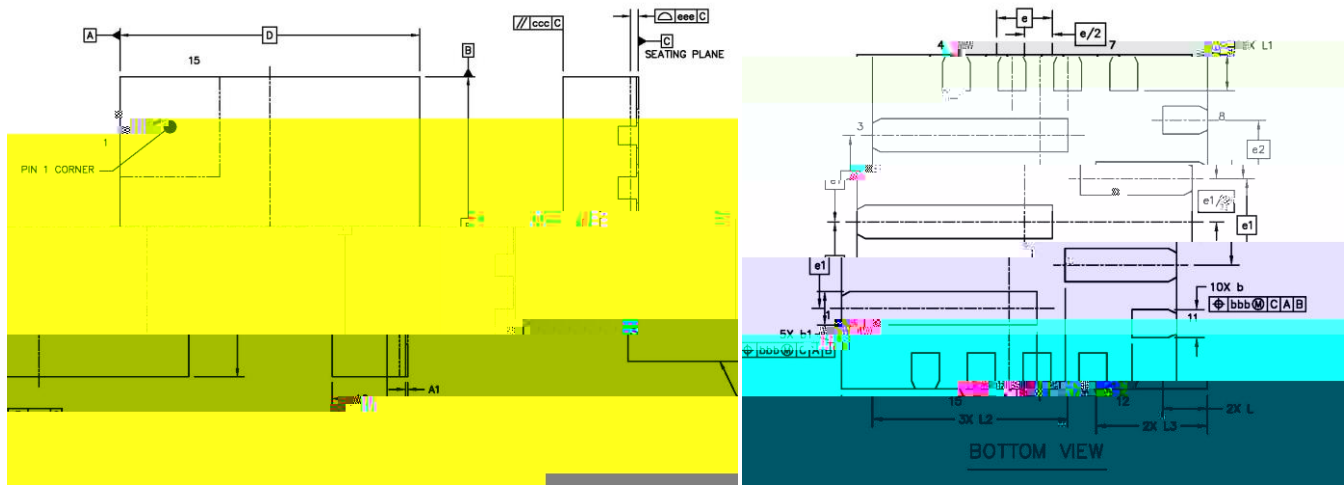 A
D
15
B
// ccc C
eee C
C
SEATING PLANE
1
PIN 1 CORNER
A1
e
e/2
4
7
L1
3
8
e2
e1/
e1
e1
10X b
bbb Ⓜ C A B
11
5X b1
bbb Ⓜ C A B
15
12
3X L2
2X L
2X L3
BOTTOM VIEW